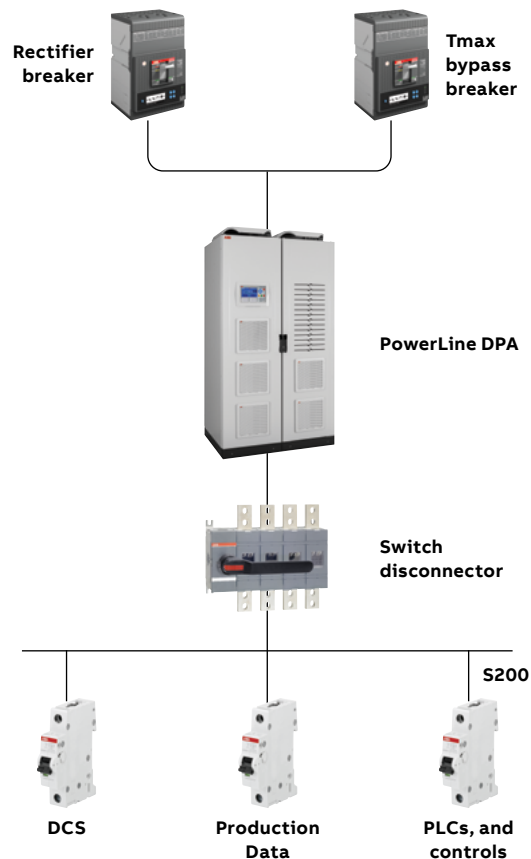 Rectifier
breaker
Tmax
bypass
breaker
PowerLine DPA
Switch
disconnector
S200
DCS
Production
Data
PLCs, and
controls